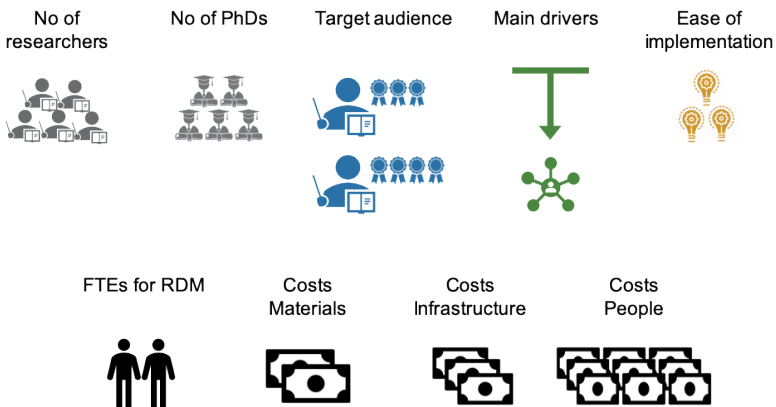 No of researchers
No of PhDs
Target audience
Main drivers
Ease of implementation
FTEs for RDM
Costs Materials
Costs Infrastructure
Costs People